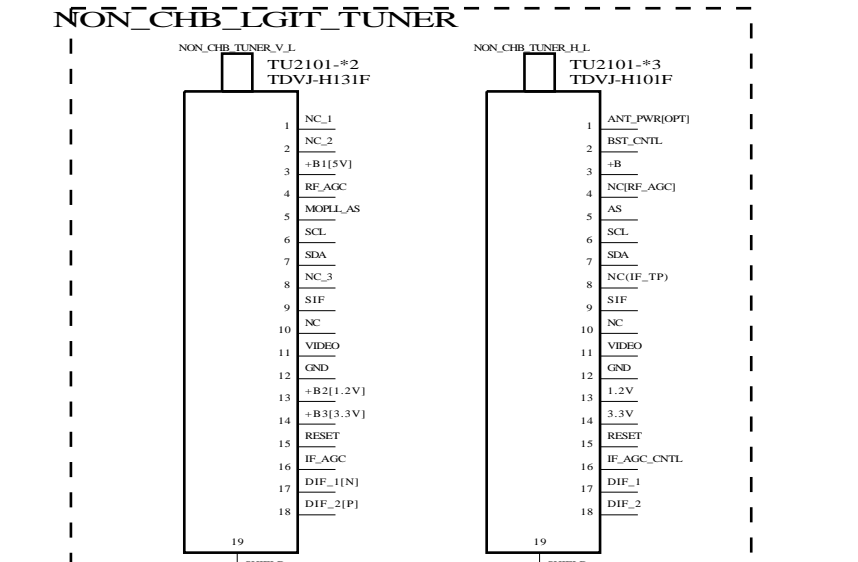 NON_CHB_LGIT_TUNER
NON_CHB_TUNER_V_L
TU2101-*2
TDVJ-H131F
1 NC_1
2 NC_2
3 +B1[5V]
4 RF_AGC
5 MOPLL_AS
6 SCL
7 SDA
8 NC_3
9 SIF
10 NC
11 VIDEO
12 GND
13 +B2[1.2V]
14 +B3[3.3V]
15 RESET
16 IF_AGC
17 DIF_1[N]
18 DIF_2[P]
19
NON_CHB_TUNER_H_L
TU2101-*3
TDVJ-H101F
1 ANT_PWR[OPT]
2 BST_CNTL
3 +B
4 NC[RF_AGC]
5 AS
6 SCL
7 SDA
8 NC(IF_TP)
9 SIF
10 NC
11 VIDEO
12 GND
13 1.2V
14 3.3V
15 RESET
16 IF_AGC_CNTL
17 DIF_1
18 DIF_2
19